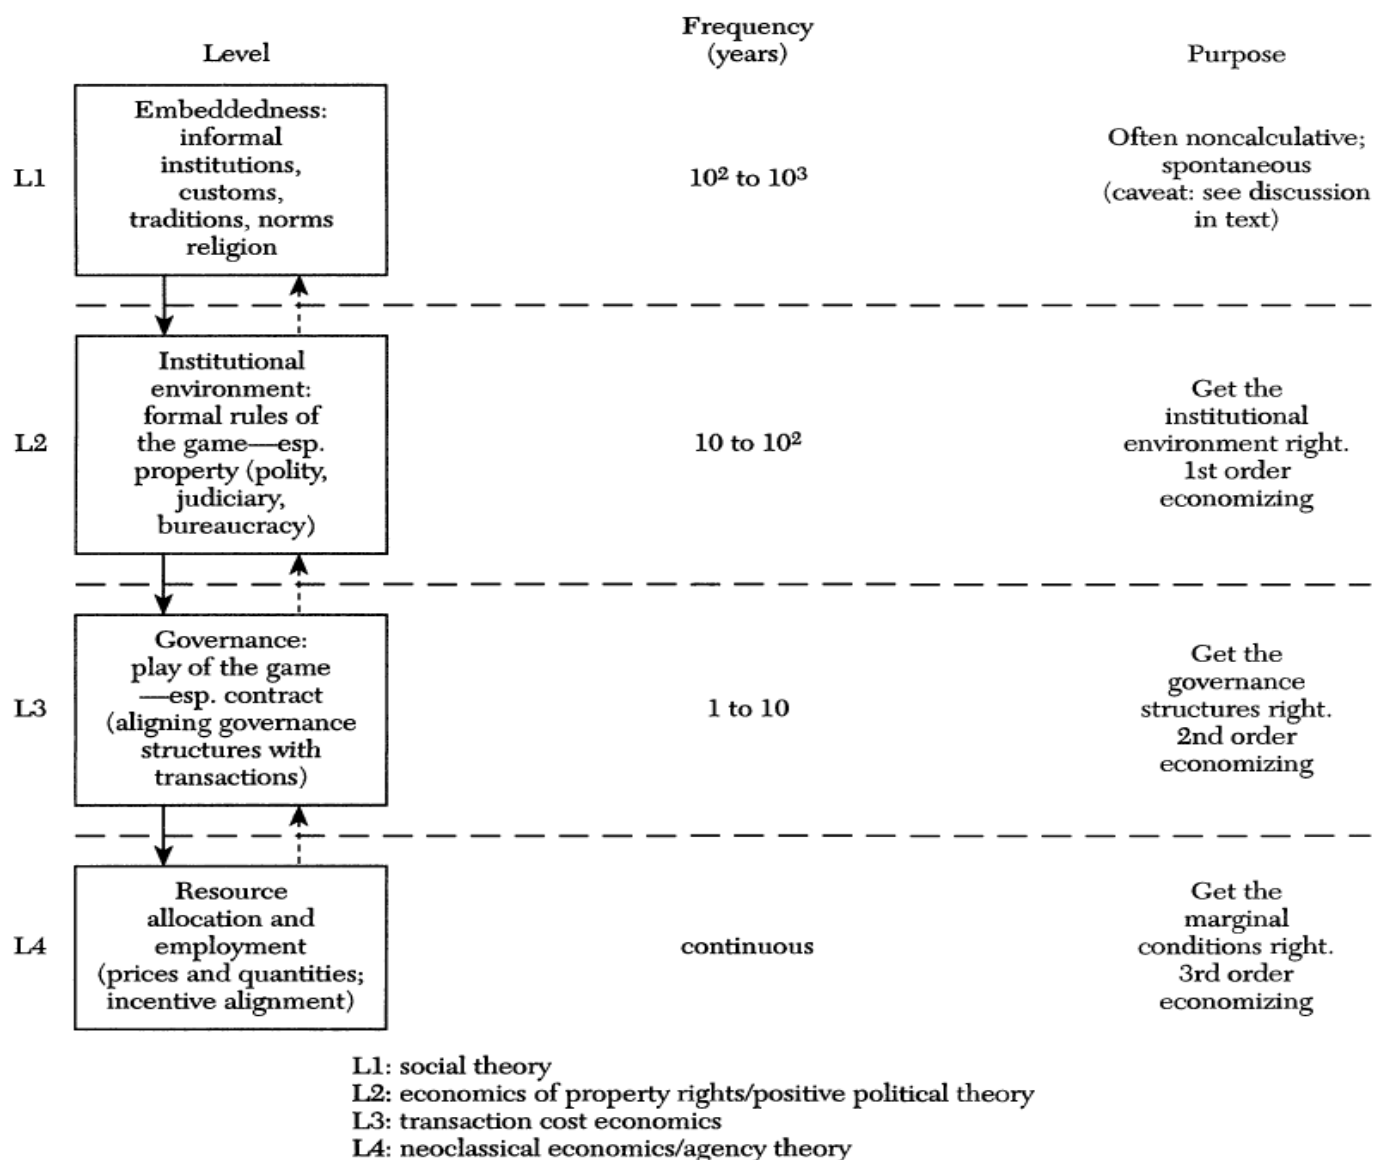 Level
Frequency
(years)
Purpose
L1
Embeddedness:
informal
institutions,
customs,
traditions, norms
religion
10² to 10³
Often noncalculative;
spontaneous
(caveat: see discussion
in text)
L2
Institutional
environment:
formal rules of
the game—esp.
property (polity,
judiciary,
bureaucracy)
10 to 10²
Get the
institutional
environment right.
1st order
economizing
L3
Governance:
play of the game
—esp. contract
(aligning governance
structures with
transactions)
1 to 10
Get the
governance
structures right.
2nd order
economizing
L4
Resource
allocation and
employment
(prices and quantities;
incentive alignment)
continuous
Get the
marginal
conditions right.
3rd order
economizing
L1: social theory
L2: economics of property rights/positive political theory
L3: transaction cost economics
L4: neoclassical economics/agency theory